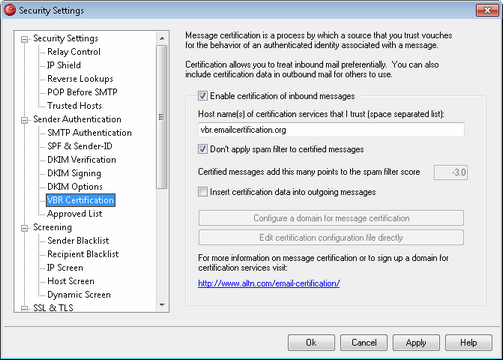 Security Settings
Security Settings
Relay Control
IP Shield
Reverse Lookups
POP Before SMTP
Trusted Hosts
Sender Authentication
SMTP Authentication
SPF & Sender-ID
DKIM Verification
DKIM Signing
DKIM Options
VBR Certification
Approved List
Screening
Sender Blacklist
Recipient Blacklist
IP Screen
Host Screen
Dynamic Screen
SSL & TLS
Message certification is a process by which a source that you trust vouches
for the behavior of an authenticated identity associated with a message.
Certification allows you to treat inbound mail preferentially. You can also
include certification data in outbound mail for others to use.
Enable certification of inbound messages
Host name(s) of certification services that I trust (space separated list):
vbr.emailcertification.org
Don't apply spam filter to certified messages
Certified messages add this many points to the spam filter score
-3.0
Insert certification data into outgoing messages
Configure a domain for message certification
Edit certification configuration file directly
For more information on message certification or to sign up a domain for
certification services visit:
http://www.altn.com/email-certification/
Ok
Cancel
Apply
Help